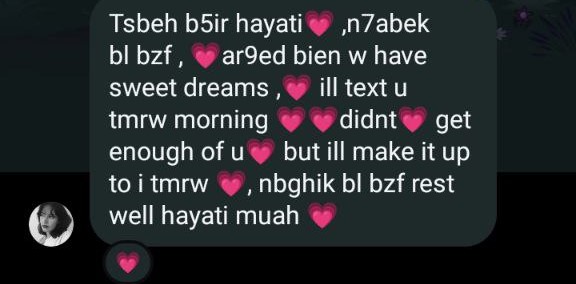 Tsbeh b5ir hayati💗 ,n7abek
bl bzf , 💗ar9ed bien w have
sweet dreams ,💗 ill text u
tmrw morning 💗💗didnt💗 get
enough of u💗 but ill make it up
to i tmrw 💗, nbghik bl bzf rest
well hayati muah 💗
💗